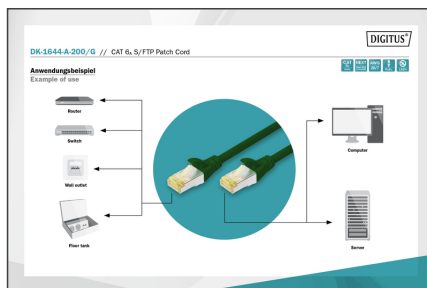 DIGITUS®
DK-1644-A-200/G // CAT 6A S/FTP Patch Cord
Anwendungsbeispiel
Example of use
Router
Switch
Wall outlet
Floor tank
Computer
Server